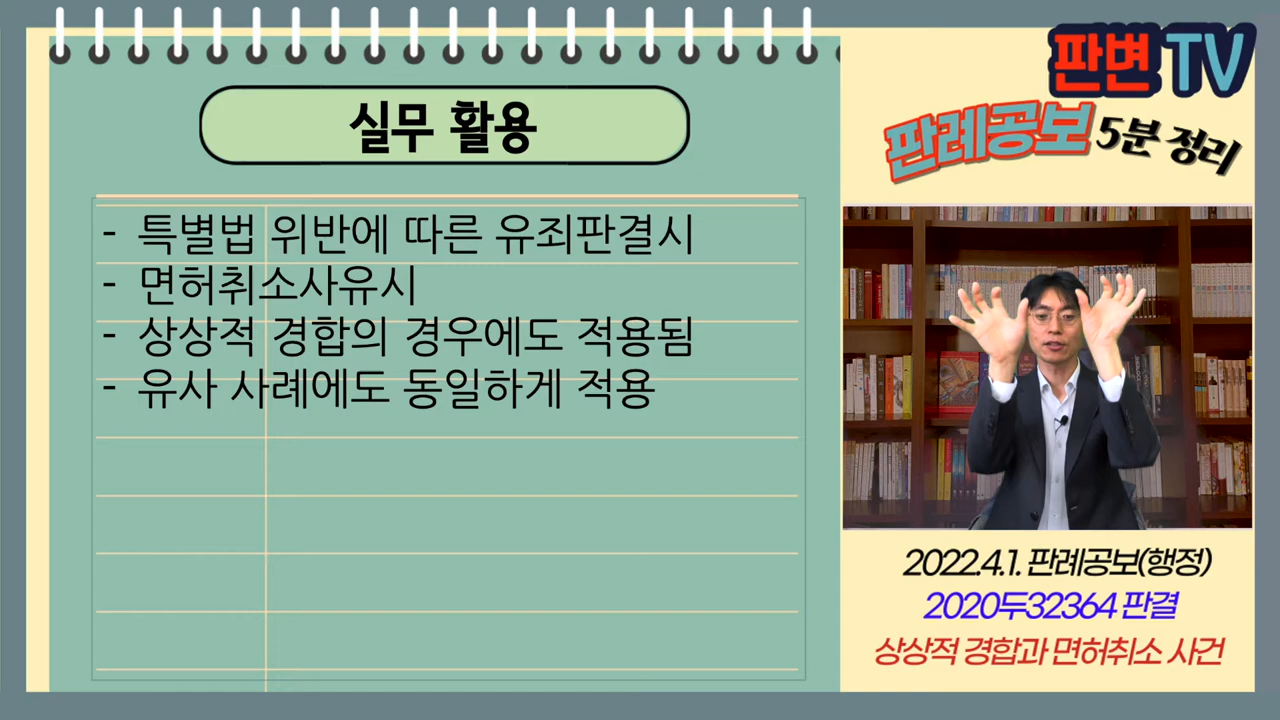 실무 활용
- 특별법 위반에 따른 유죄판결시
- 면허취소사유시
- 상상적 경합의 경우에도 적용됨
- 유사 사례에도 동일하게 적용
판변 TV
판례공보 5분 정리
2022.4.1. 판례공보(행정)
2020두32364 판결
상상적 경합과 면허취소 사건